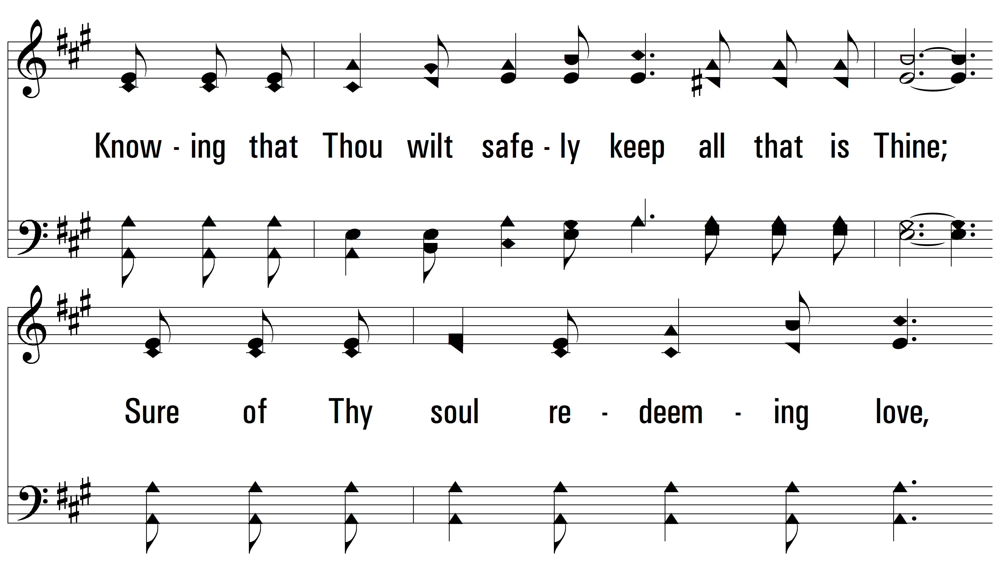 Know - ing that Thou wilt safe - ly keep all that is Thine;
Sure of Thy soul re - deem - ing love,